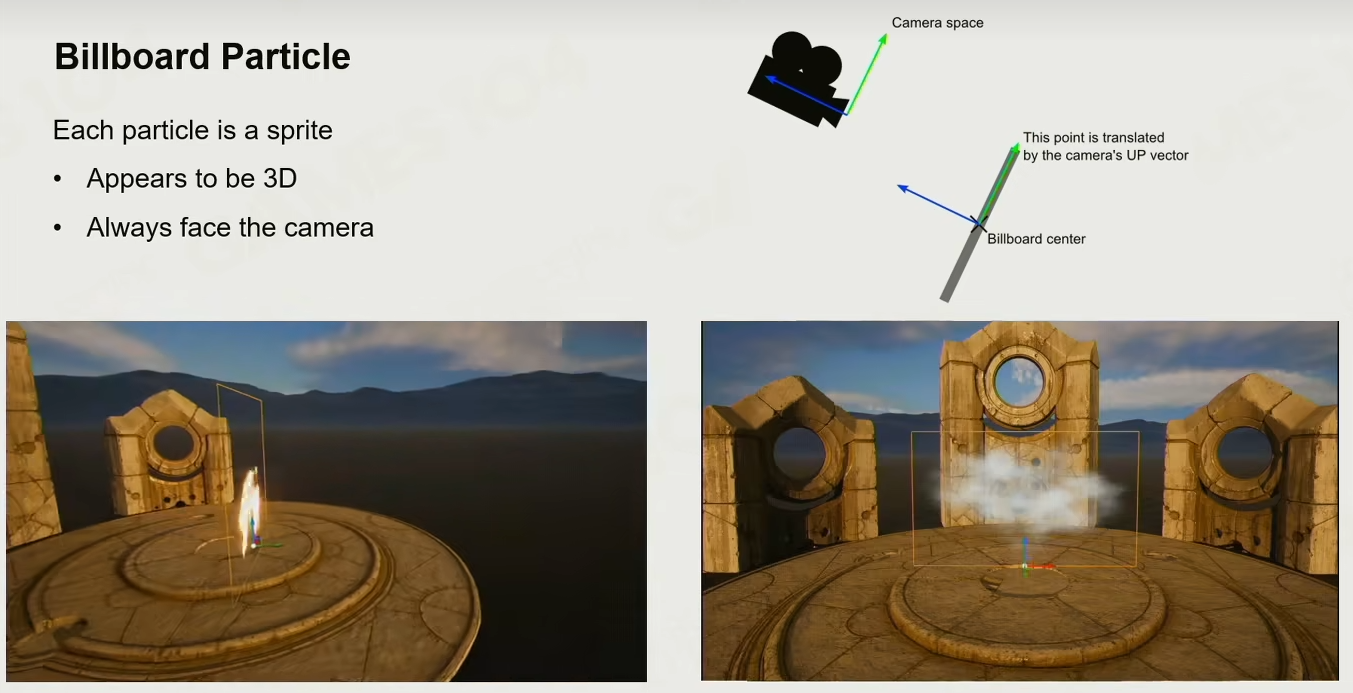 Billboard Particle
Each particle is a sprite
• Appears to be 3D
• Always face the camera
Camera space
This point is translated
by the camera's UP vector
Billboard center